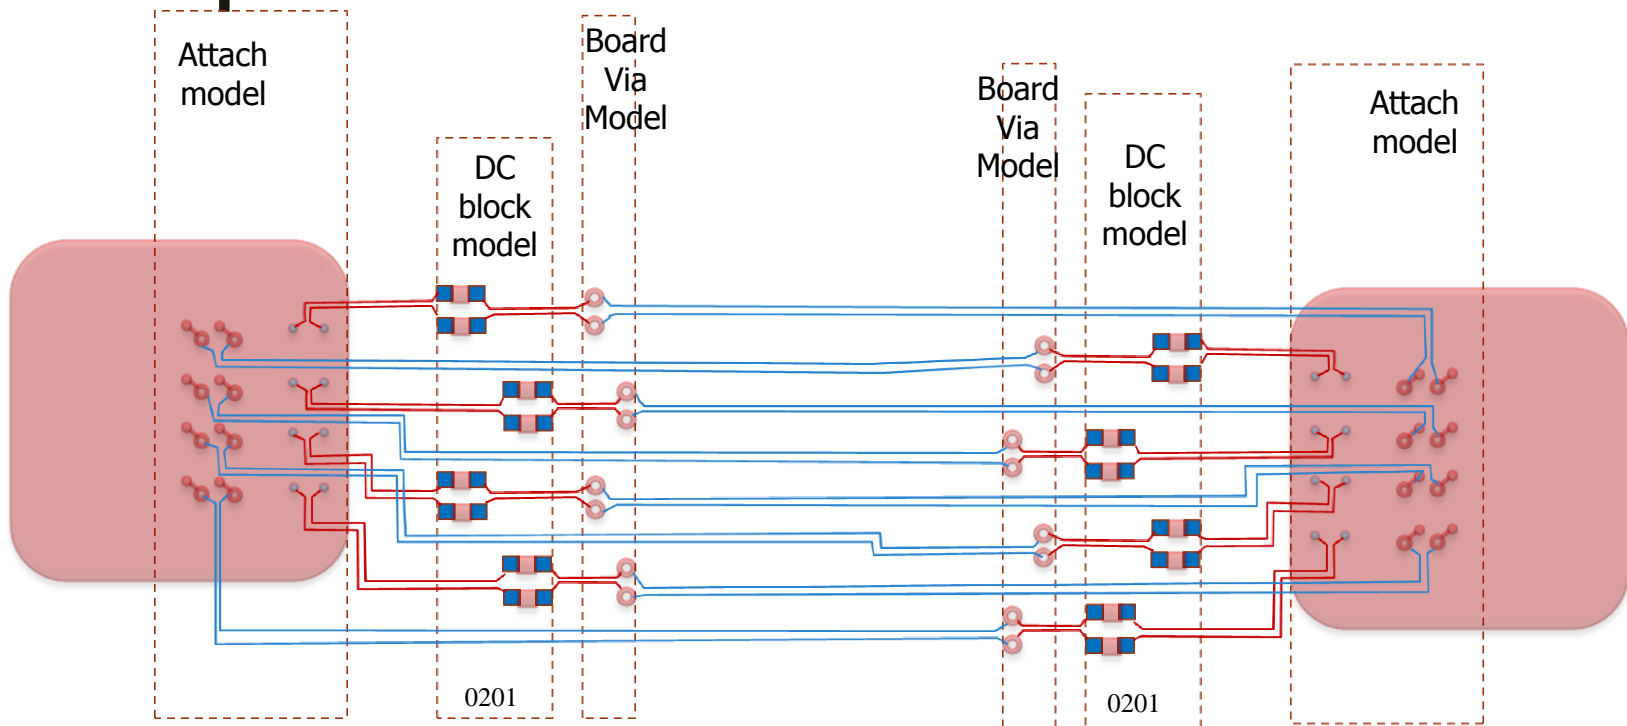 Attach
model
Board
Via
Model
DC
block
model
Board
Via
Model
DC
block
model
Attach
model
0201
0201